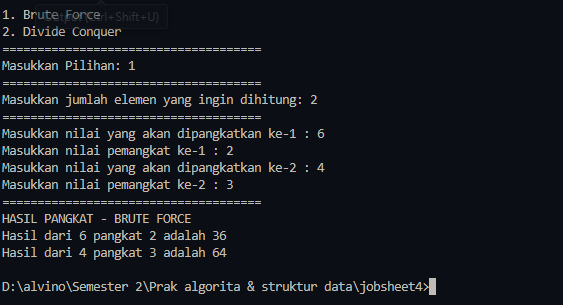 1. Brute Force
Output (Ctrl+Shift+U)
2. Divide Conquer
===================================
Masukkan Pilihan: 1
===================================
Masukkan jumlah elemen yang ingin dihitung: 2
===================================
Masukkan nilai yang akan dipangkatkan ke-1 : 6
Masukkan nilai pemangkat ke-1 : 2
Masukkan nilai yang akan dipangkatkan ke-2 : 4
Masukkan nilai pemangkat ke-2 : 3
===================================
HASIL PANGKAT - BRUTE FORCE
Hasil dari 6 pangkat 2 adalah 36
Hasil dari 4 pangkat 3 adalah 64
D:\alvino\Semester 2\Prak algorita & struktur data\jobsheet4>